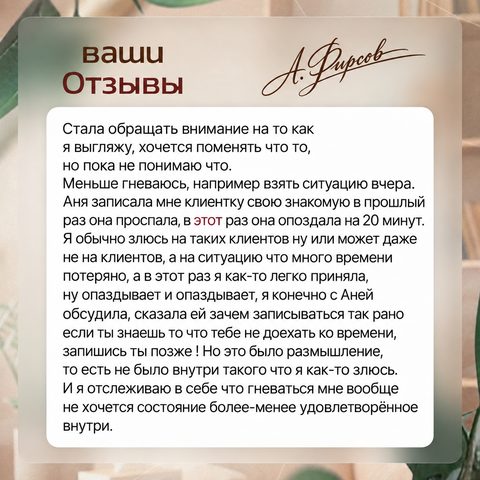 ваши
Отзывы
А. Фирсов
Стала обращать внимание на то как
я выгляжу, хочется поменять что то,
но пока не понимаю что.
Меньше гневаюсь, например взять ситуацию вчера.
Аня записала мне клиентку свою знакомую в прошлый
раз она проспала, в этот раз она опоздала на 20 минут.
Я обычно злюсь на таких клиентов ну или может даже
не на клиентов, а на ситуацию что много времени
потеряно, а в этот раз я как-то легко приняла,
ну опаздывает и опаздывает, я конечно с Аней
обсудила, сказала ей зачем записываться так рано
если ты знаешь то что тебе не доехать ко времени,
запишись ты позже ! Но это было размышление,
то есть не было внутри такого что я как-то злюсь.
И я отслеживаю в себе что гневаться мне вообще
не хочется состояние более-менее удовлетворённое
внутри.